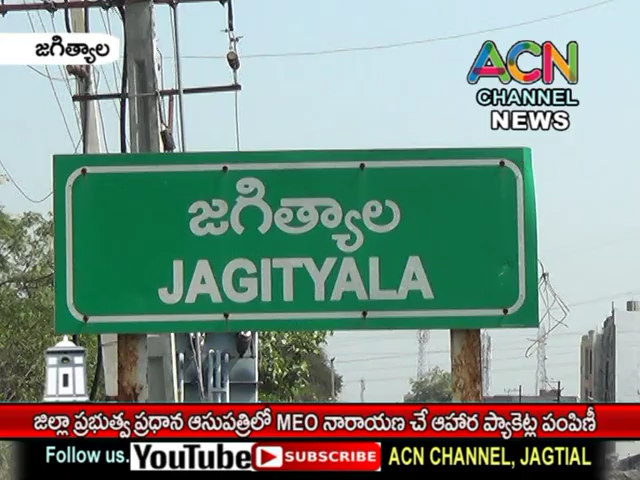 జగిత్యాల
ACN
CHANNEL
NEWS
జగిత్యాల
JAGITYALA
జిల్లా ప్రభుత్వ ప్రధాన ఆసుపత్రిలో MEO నారాయణ చే ఆహార ప్యాకెట్ల పంపిణీ
Follow us. YouTube SUBSCRIBE ACN CHANNEL, JAGTIAL